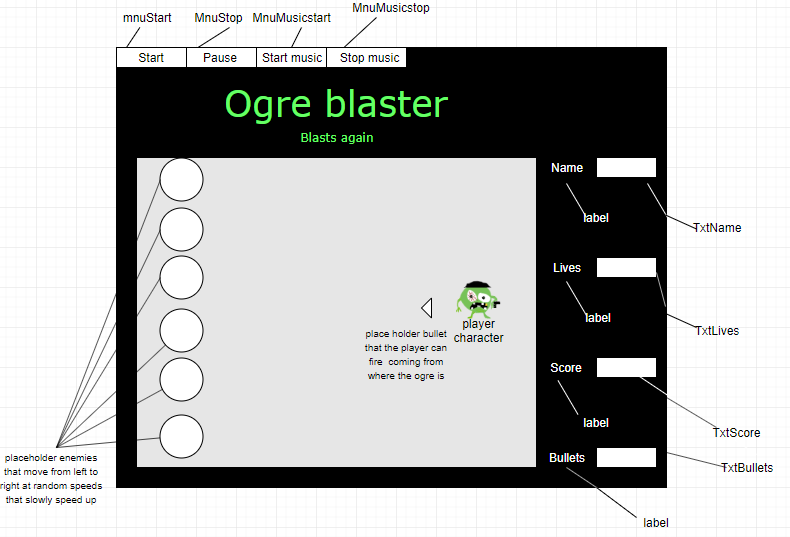 mnuStart MnuStop MnuMusicstart MnuMusicstop
Start Pause Start music Stop music
Ogre blaster
Blasts again
Name
label
TxtName
Lives
label
TxtLives
player
character
place holder bullet
that the player can
fire coming from
where the ogre is
Score
label
TxtScore
Bullets
TxtBullets
label
placeholder enemies
that move from left to
right at random speeds
that slowly speed up